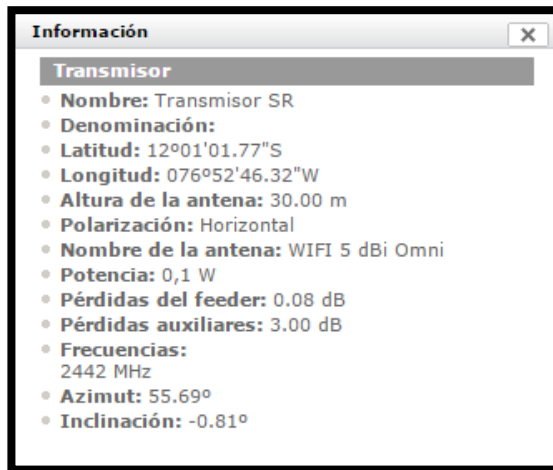 Información
Transmisor
Nombre: Transmisor SR
Denominación:
Latitud: 12º01'01.77"S
Longitud: 076º52'46.32"W
Altura de la antena: 30.00 m
Polarización: Horizontal
Nombre de la antena: WIFI 5 dBi Omni
Potencia: 0,1 W
Pérdidas del feeder: 0.08 dB
Pérdidas auxiliares: 3.00 dB
Frecuencias:
2442 MHz
Azimut: 55.69º
Inclinación: -0.81º